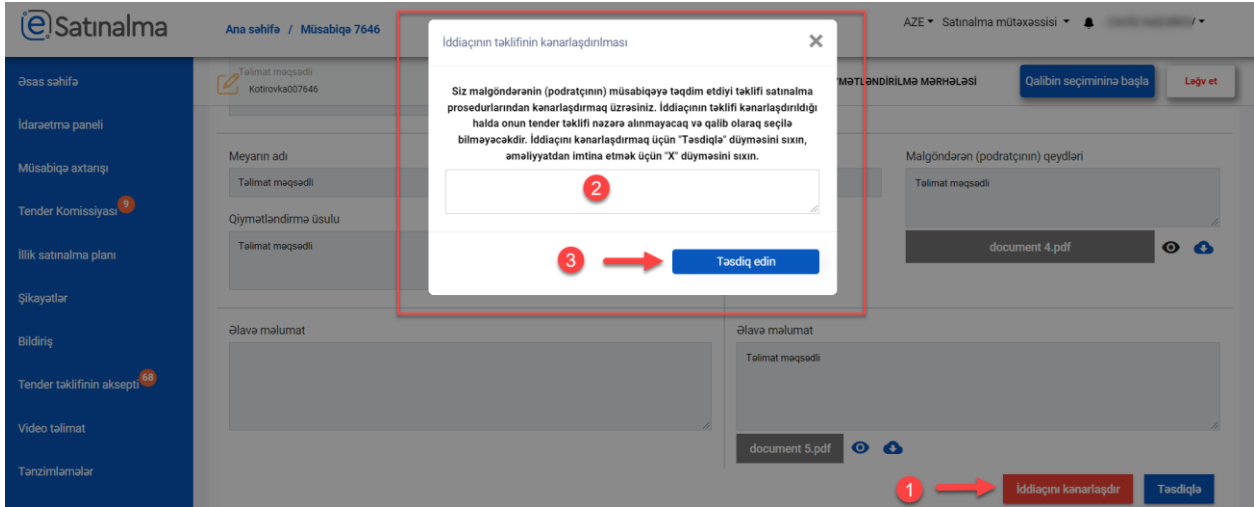 eSatınalma
Ana səhifə / Müsabiqə 7646
AZE Satınalma mütəxəssisi
Əsas səhifə
İdarəetmə paneli
Müsabiqə axtarışı
Tender Komissiyası 9
İllik satınalma planı
Şikayətlər
Bildiriş
Tender təklifinin aksepti 68
Video təlimat
Tənzimləmələr
Təlimat məqsədli
Kotirovka007646
QİYMƏTLƏNDİRİLMƏ MƏRHƏLƏSİ
Qalibin seçimininə başla
Ləğv et
İddiaçının təklifinin kənarlaşdırılması
Siz malgöndərənin (podratçının) müsabiqəyə təqdim etdiyi təklifi satınalma
prosedurlarından kənarlaşdırmaq üzrəsiniz. İddiaçının təklifi kənarlaşdırıldığı
halda onun tender təklifi nəzərə alınmayacaq və qalib olaraq seçilə
bilməyəcəkdir. İddiaçını kənarlaşdırmaq üçün "Təsdiqlə" düyməsini sıxın,
əməliyyatdan imtina etmək üçün "X" düyməsini sıxın.
2
3
Təsdiq edin
Meyarın adı
Təlimat məqsədli
Qiymətləndirmə üsulu
Təlimat məqsədli
Malgöndərən (podratçının) qeydləri
Təlimat məqsədli
document 4.pdf
Əlavə məlumat
Əlavə məlumat
Təlimat məqsədli
document 5.pdf
1
İddiaçını kənarlaşdır
Təsdiqlə